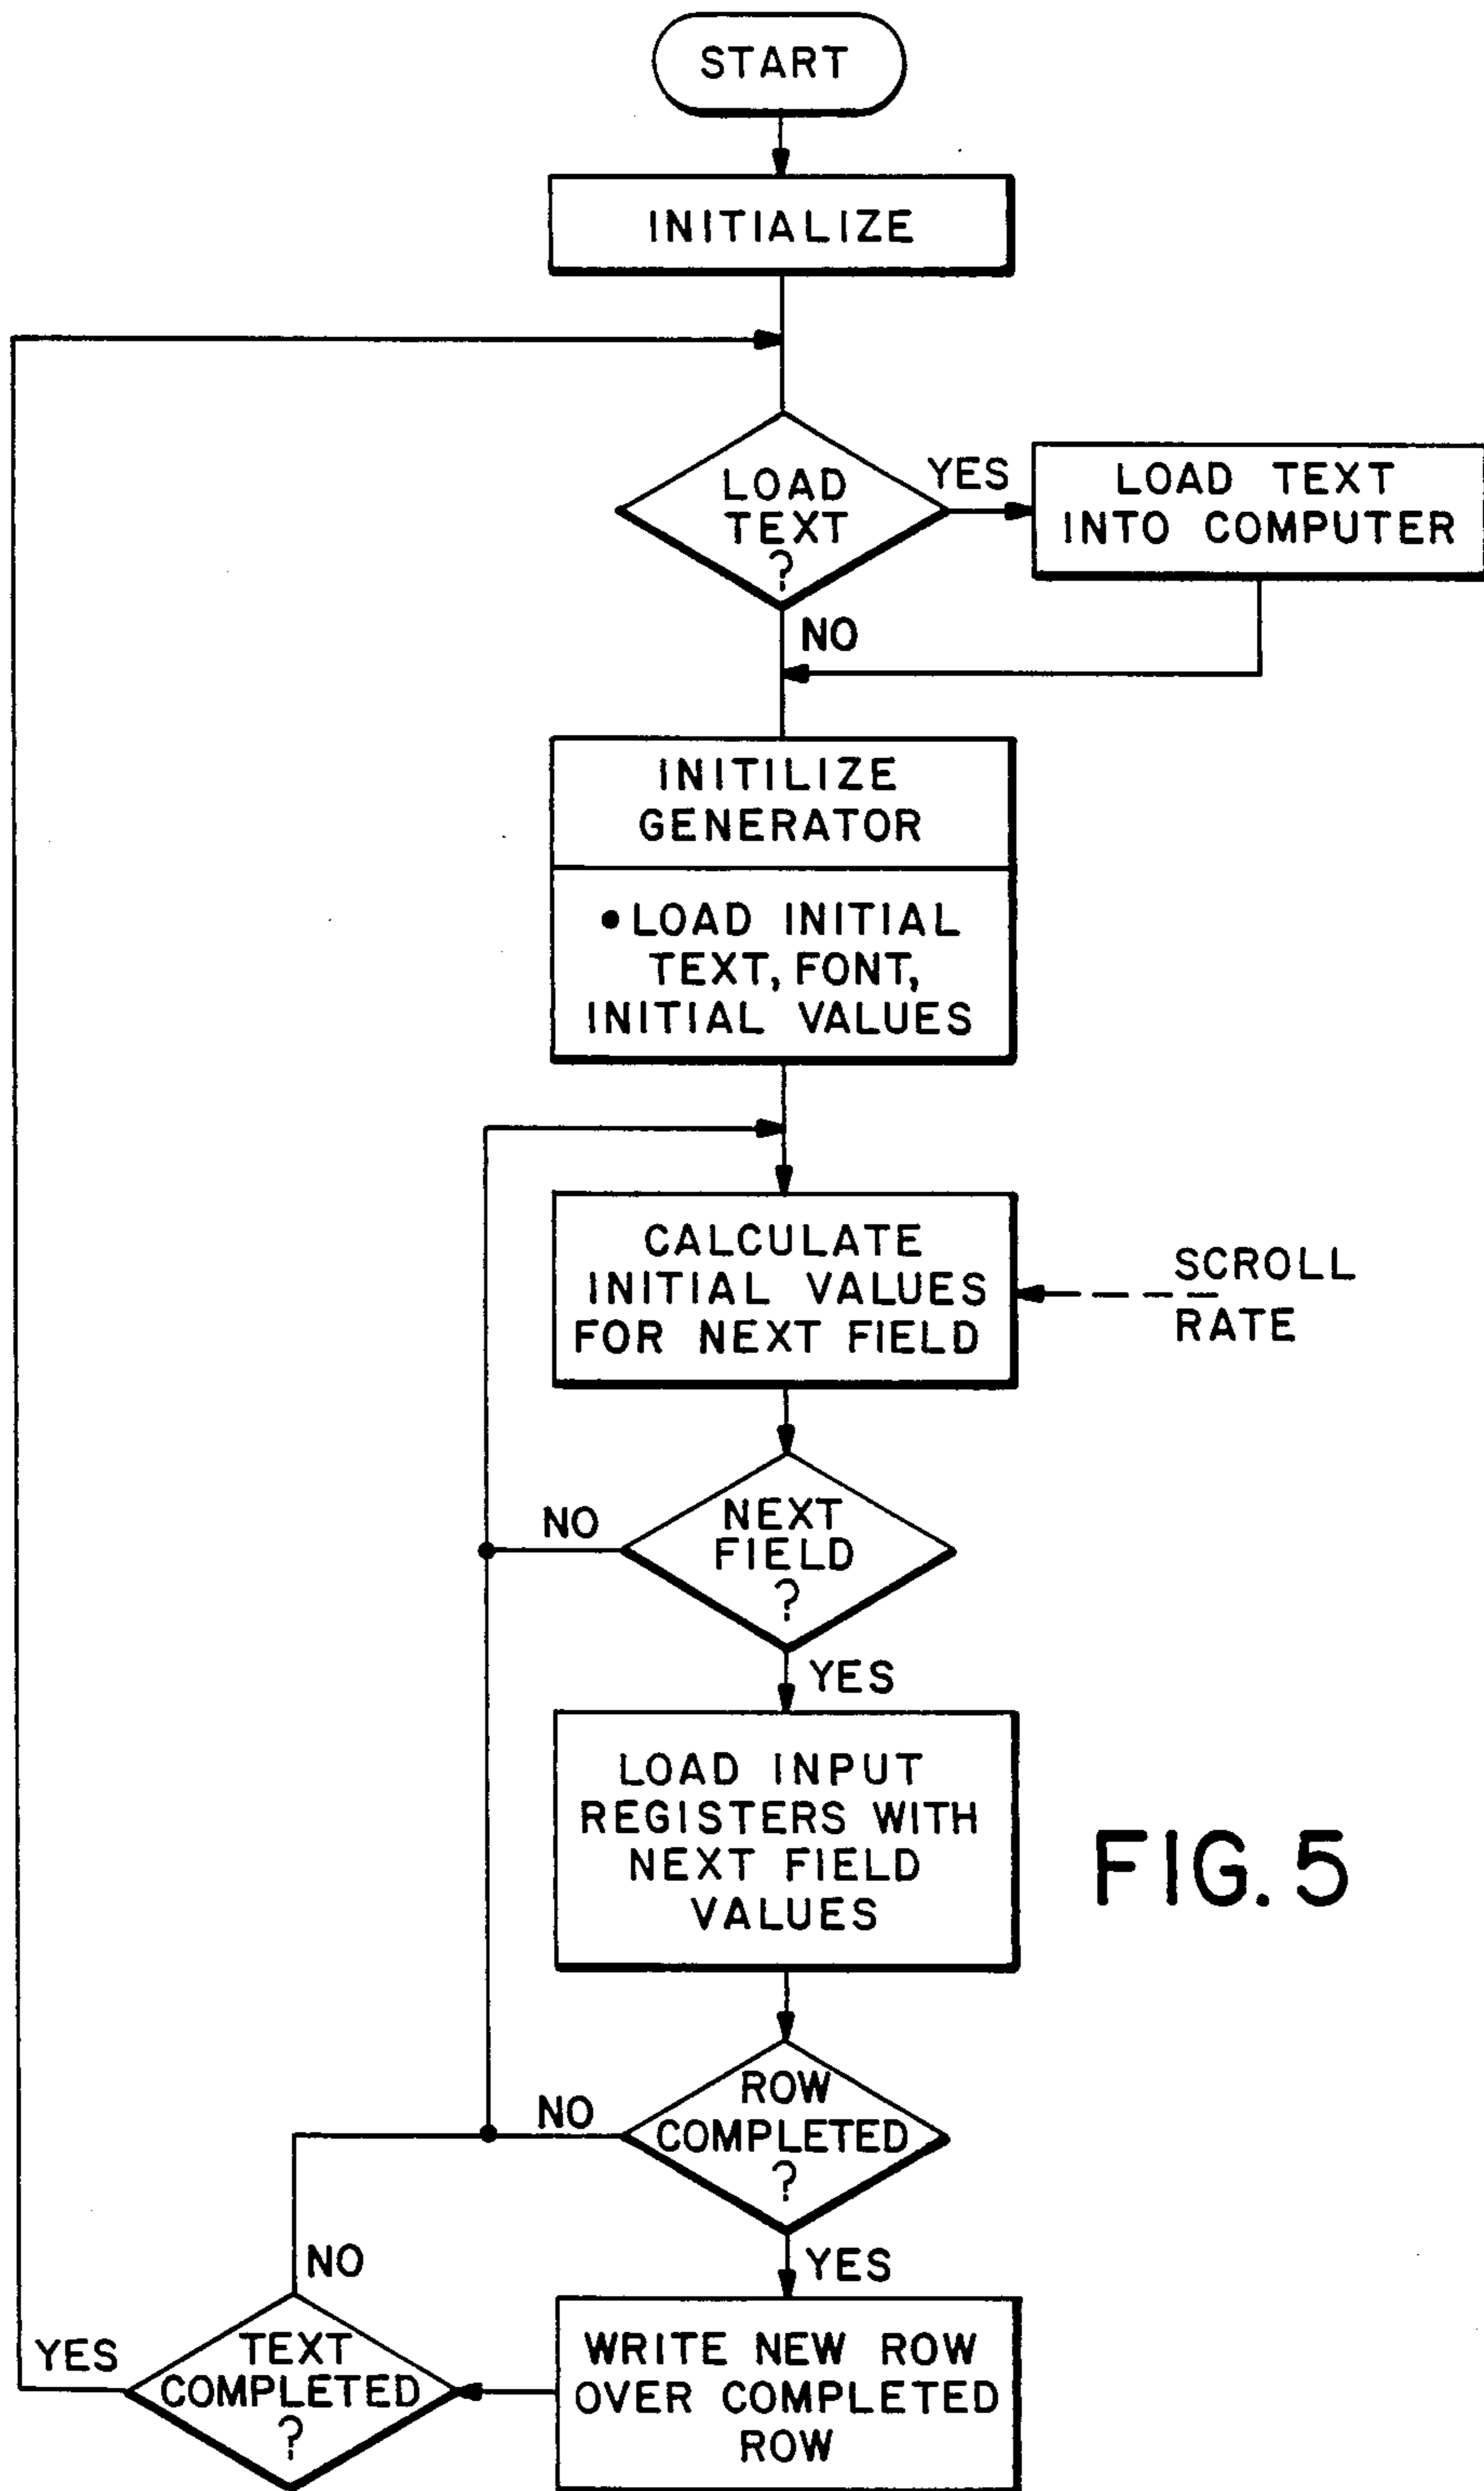 START
INITIALIZE
LOAD
TEXT
?
YES
LOAD TEXT
INTO COMPUTER
NO
INITILIZE
GENERATOR
• LOAD INITIAL
TEXT, FONT,
INITIAL VALUES
CALCULATE
INITIAL VALUES
FOR NEXT FIELD
SCROLL
RATE
NEXT
FIELD
?
NO
YES
LOAD INPUT
REGISTERS WITH
NEXT FIELD
VALUES
FIG. 5
ROW
COMPLETED
?
NO
YES
WRITE NEW ROW
OVER COMPLETED
ROW
TEXT
COMPLETED
?
NO
YES